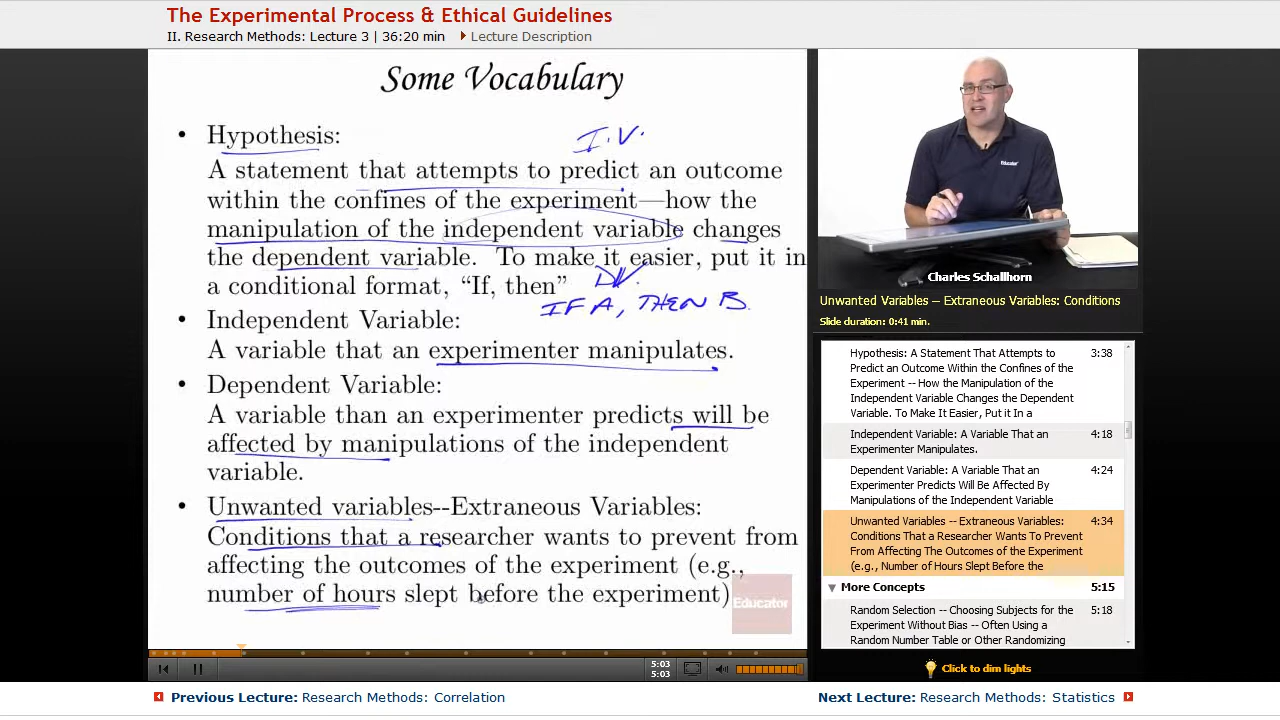 The Experimental Process & Ethical Guidelines
II. Research Methods: Lecture 3 | 36:20 min
Lecture Description
Some Vocabulary
• Hypothesis:
I.V.
A statement that attempts to predict an outcome
within the confines of the experiment—how the
manipulation of the independent variable changes
the dependent variable. To make it easier, put it in
a conditional format, “If, then”
DV.
IF A, THEN B.
• Independent Variable:
A variable that an experimenter manipulates.
• Dependent Variable:
A variable than an experimenter predicts will be
affected by manipulations of the independent
variable.
• Unwanted variables--Extraneous Variables:
Conditions that a researcher wants to prevent from
affecting the outcomes of the experiment (e.g.,
number of hours slept before the experiment)
Educator
5:03
5:03
Educator
Charles Schallhorn
Unwanted Variables -- Extraneous Variables: Conditions
Slide duration: 0:41 min.
Hypothesis: A Statement That Attempts to 3:38
Predict an Outcome Within the Confines of the
Experiment -- How the Manipulation of the
Independent Variable Changes the Dependent
Variable. To Make It Easier, Put it In a
Independent Variable: A Variable That an 4:18
Experimenter Manipulates.
Dependent Variable: A Variable That an 4:24
Experimenter Predicts Will Be Affected By
Manipulations of the Independent Variable
Unwanted Variables -- Extraneous Variables: 4:34
Conditions That a Researcher Wants To Prevent
From Affecting The Outcomes of the Experiment
(e.g., Number of Hours Slept Before the
More Concepts 5:15
Random Selection -- Choosing Subjects for the 5:18
Experiment Without Bias -- Often Using a
Random Number Table or Other Randomizing
Click to dim lights
Previous Lecture: Research Methods: Correlation
Next Lecture: Research Methods: Statistics